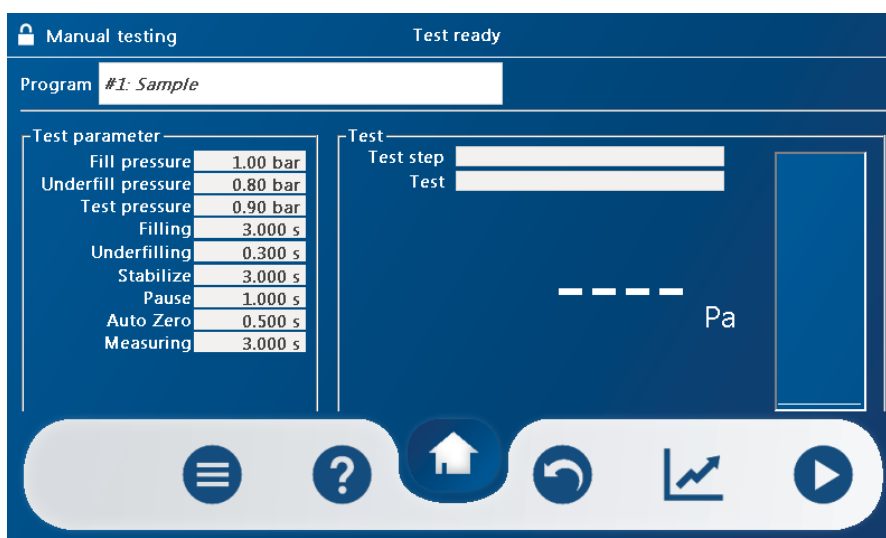 Manual testing Test ready
Program #1: Sample
Test parameter
Fill pressure 1.00 bar
Underfill pressure 0.80 bar
Test pressure 0.90 bar
Filling 3.000 s
Underfilling 0.300 s
Stabilize 3.000 s
Pause 1.000 s
Auto Zero 0.500 s
Measuring 3.000 s
Test
Test step
Test
– – – –
Pa
?